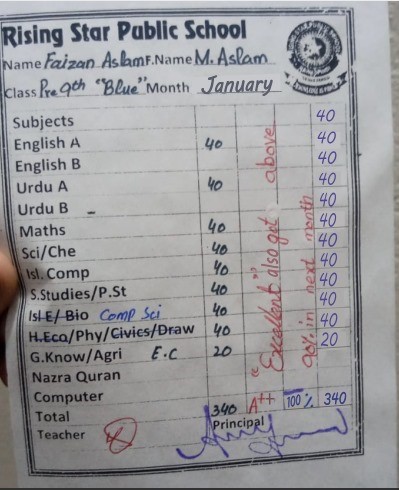 Rising Star Public School
Name Faizan Aslam F.Name M.Aslam
Class Pre 9th "Blue" Month January
Subjects 40
English A 40 40
English B 40
Urdu A 40 40
Urdu B - 40
Maths 40 40
Sci/Che 40 40
Isl. Comp 40 40
S.Studies/P.St 40 40
Isl E/ Bio Comp Sci 40 40
H.Eco/Phy/Civics/Draw 40 40
G.Know/Agri E.C 20 20
Nazra Quran
Computer
Total 340 A++ 100% 340
Teacher Principal
"Excellent" also got above
90% in next month